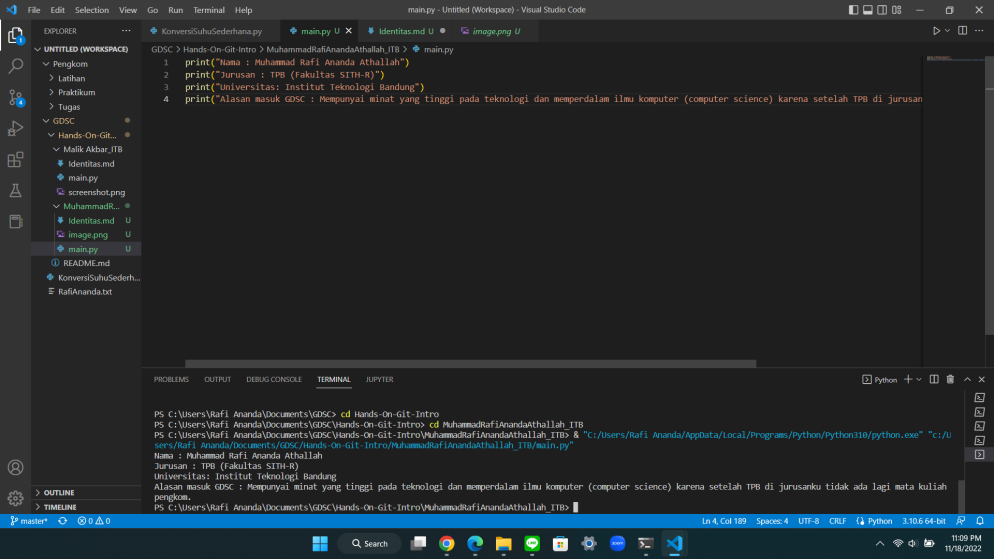 File Edit Selection View Go Run Terminal Help
main.py - Untitled (Workspace) - Visual Studio Code
EXPLORER
KonversiSuhuSederhana.py
main.py U
Identitas.md U
image.png U
GDSC > Hands-On-Git-Intro > MuhammadRafiAnandaAthallah_ITB > main.py
UNTITLED (WORKSPACE)
Pengkom
Latihan
Praktikum
Tugas
GDSC
Hands-On-Git...
Malik Akbar_ITB
Identitas.md
main.py
screenshot.png
MuhammadR...
Identitas.md U
image.png U
main.py U
README.md
KonversiSuhuSederh...
RafiAnanda.txt
OUTLINE
TIMELINE
1 print("Nama : Muhammad Rafi Ananda Athallah")
2 print("Jurusan : TPB (Fakultas SITH-R)")
3 print("Universitas: Institut Teknologi Bandung")
4 print("Alasan masuk GDSC : Mempunyai minat yang tinggi pada teknologi dan memperdalam ilmu komputer (computer science) karena setelah TPB di jurusan
PROBLEMS OUTPUT DEBUG CONSOLE TERMINAL JUPYTER
Python
PS C:\Users\Rafi Ananda\Documents\GDSC> cd Hands-On-Git-Intro
PS C:\Users\Rafi Ananda\Documents\GDSC\Hands-On-Git-Intro> cd MuhammadRafiAnandaAthallah_ITB
PS C:\Users\Rafi Ananda\Documents\GDSC\Hands-On-Git-Intro\MuhammadRafiAnandaAthallah_ITB> & "C:/Users/Rafi Ananda/AppData/Local/Programs/Python/Python310/python.exe" "c:/U
sers/Rafi Ananda/Documents/GDSC/Hands-On-Git-Intro/MuhammadRafiAnandaAthallah_ITB/main.py"
Nama : Muhammad Rafi Ananda Athallah
Jurusan : TPB (Fakultas SITH-R)
Universitas: Institut Teknologi Bandung
Alasan masuk GDSC : Mempunyai minat yang tinggi pada teknologi dan memperdalam ilmu komputer (computer science) karena setelah TPB di jurusanku tidak ada lagi mata kuliah
pengkom.
PS C:\Users\Rafi Ananda\Documents\GDSC\Hands-On-Git-Intro\MuhammadRafiAnandaAthallah_ITB>
master* 0 0
Ln 4, Col 189 Spaces: 4 UTF-8 CRLF Python 3.10.6 64-bit
Search
11:09 PM
11/18/2022